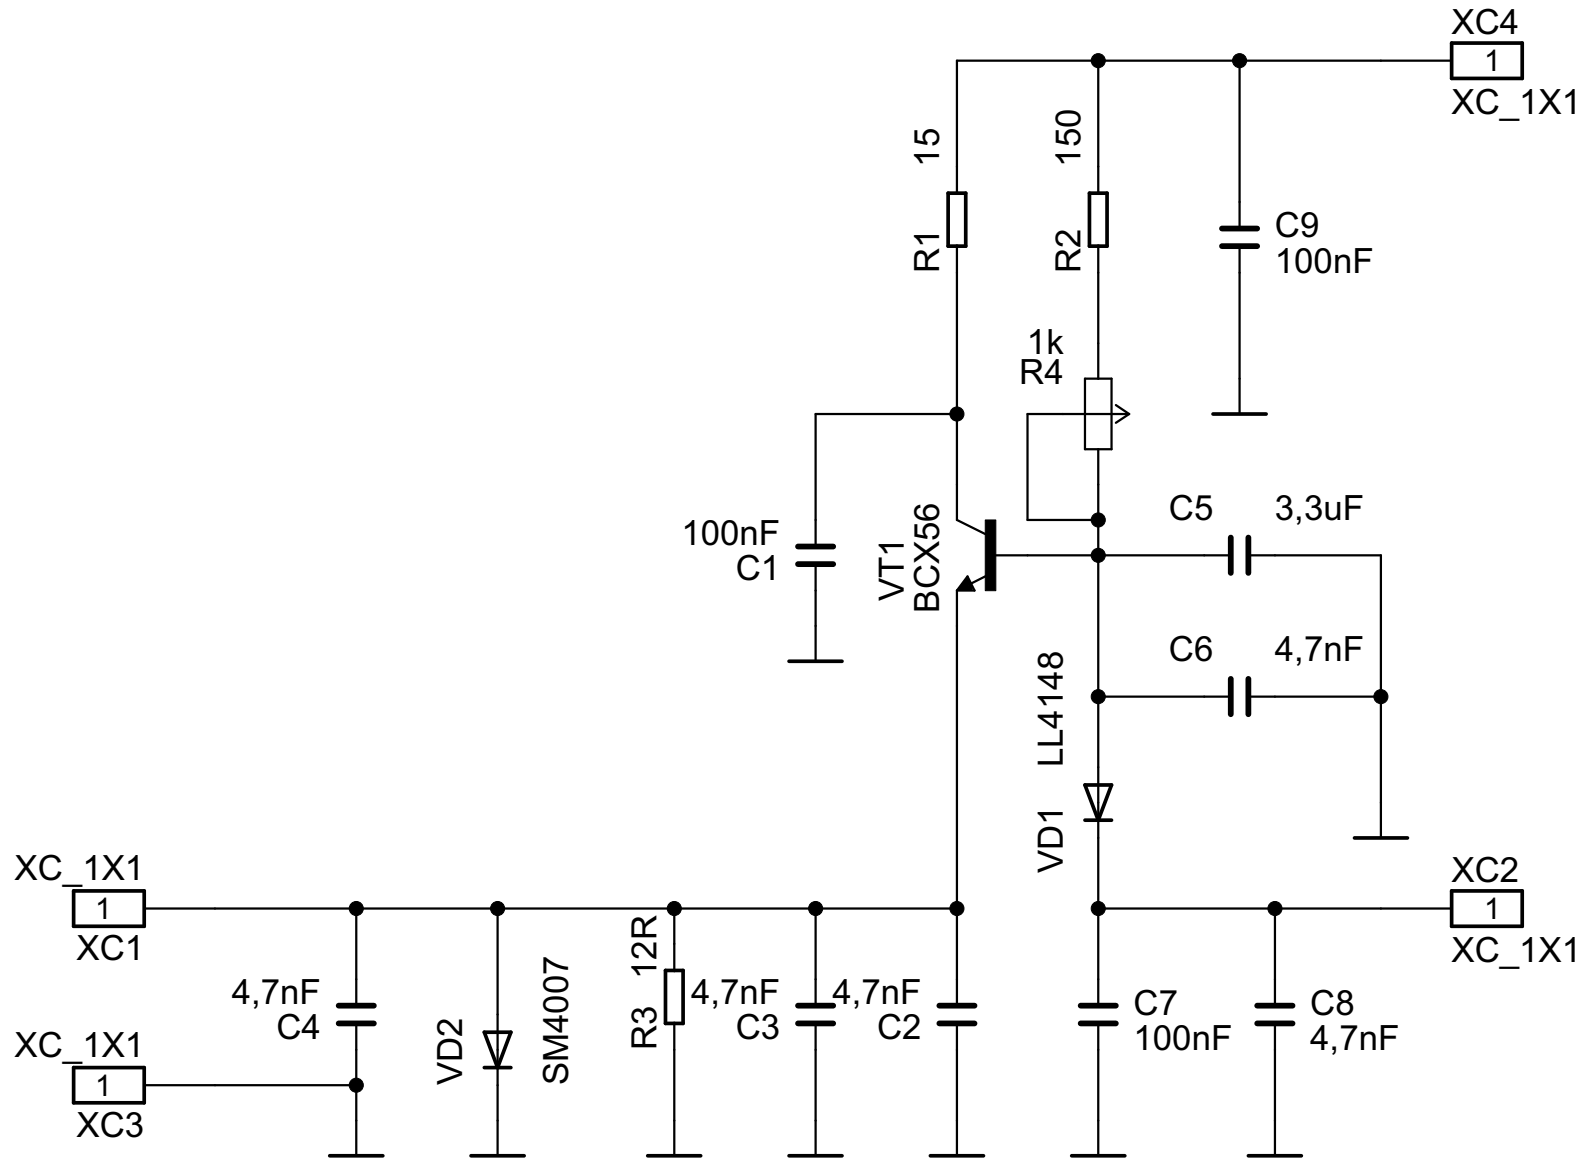 XC4
1
XC_1X1
15
R1
150
R2
C9
100nF
1k
R4
100nF
C1
VT1
BCX56
C5 3,3uF
C6 4,7nF
LL4148
VD1
XC_1X1
1
XC1
XC2
1
XC_1X1
4,7nF
C4
VD2
SM4007
12R
R3
4,7nF
C3
4,7nF
C2
C7
100nF
C8
4,7nF
XC_1X1
1
XC3